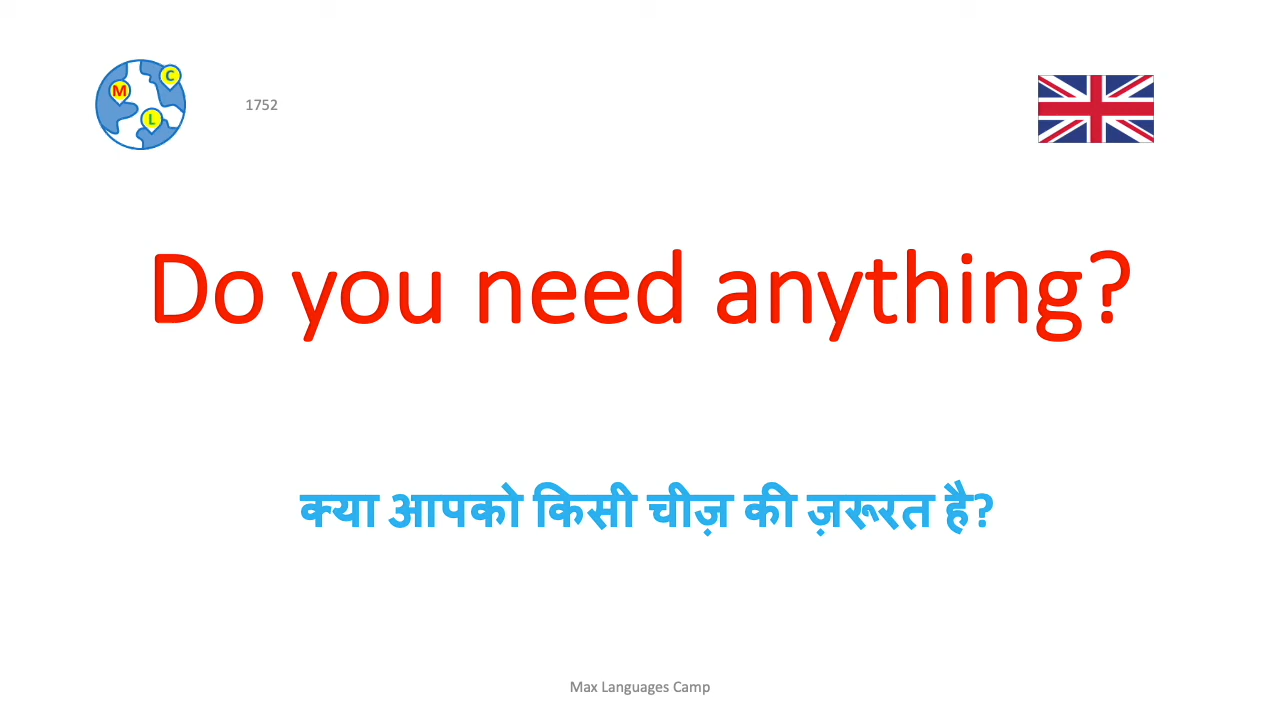 M
C
L
1752
Do you need anything?
क्या आपको किसी चीज़ की ज़रूरत है?
Max Languages Camp